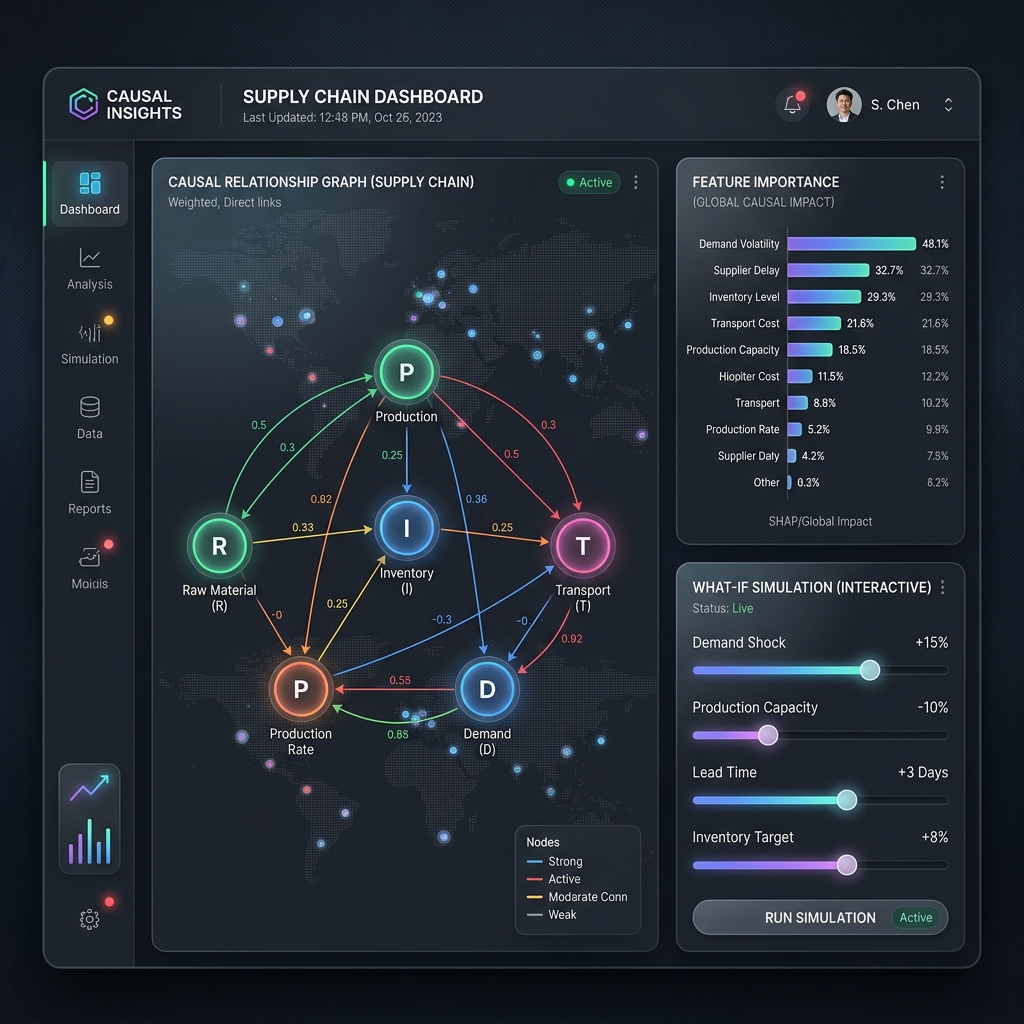 CAUSAL
INSIGHTS
SUPPLY CHAIN DASHBOARD
Last Updated: 12:48 PM, Oct 26, 2023
S. Chen
Dashboard
Analysis
Simulation
Data
Reports
Moigis
CAUSAL RELATIONSHIP GRAPH (SUPPLY CHAIN)
Weighted, Direct links
Active
P
Production
0.5
0.3
0.3
0.5
0.25
0.62
0.36
R
Raw Material
(R)
0.33
I
Inventory
(I)
0.25
T
Transport
(T)
-0
0.25
-0.3
-0
0.92
P
Production
Rate
0.55
0.85
D
Demand
(D)
Nodes
Strong
Active
Modarate Conn
Weak
FEATURE IMPORTANCE
(GLOBAL CAUSAL IMPACT)
Demand Volatility 48.1%
Supplier Delay 32.7% 32.7%
Inventory Level 29.3% 29.3%
Transport Cost 21.6% 21.6%
Production Capacity 18.5% 18.5%
Hiopiter Cost 11.5% 12.2%
Transpert 8.8% 10.2%
Production Rate 5.2% 9.9%
Supplier Daly 4.2% 7.9%
Other 0.3% 6.2%
SHAP/Global Impact
WHAT-IF SIMULATION (INTERACTIVE)
Status: Live
Demand Shock +15%
Production Capacity -10%
Lead Time +3 Days
Inventory Target +8%
RUN SIMULATION Active